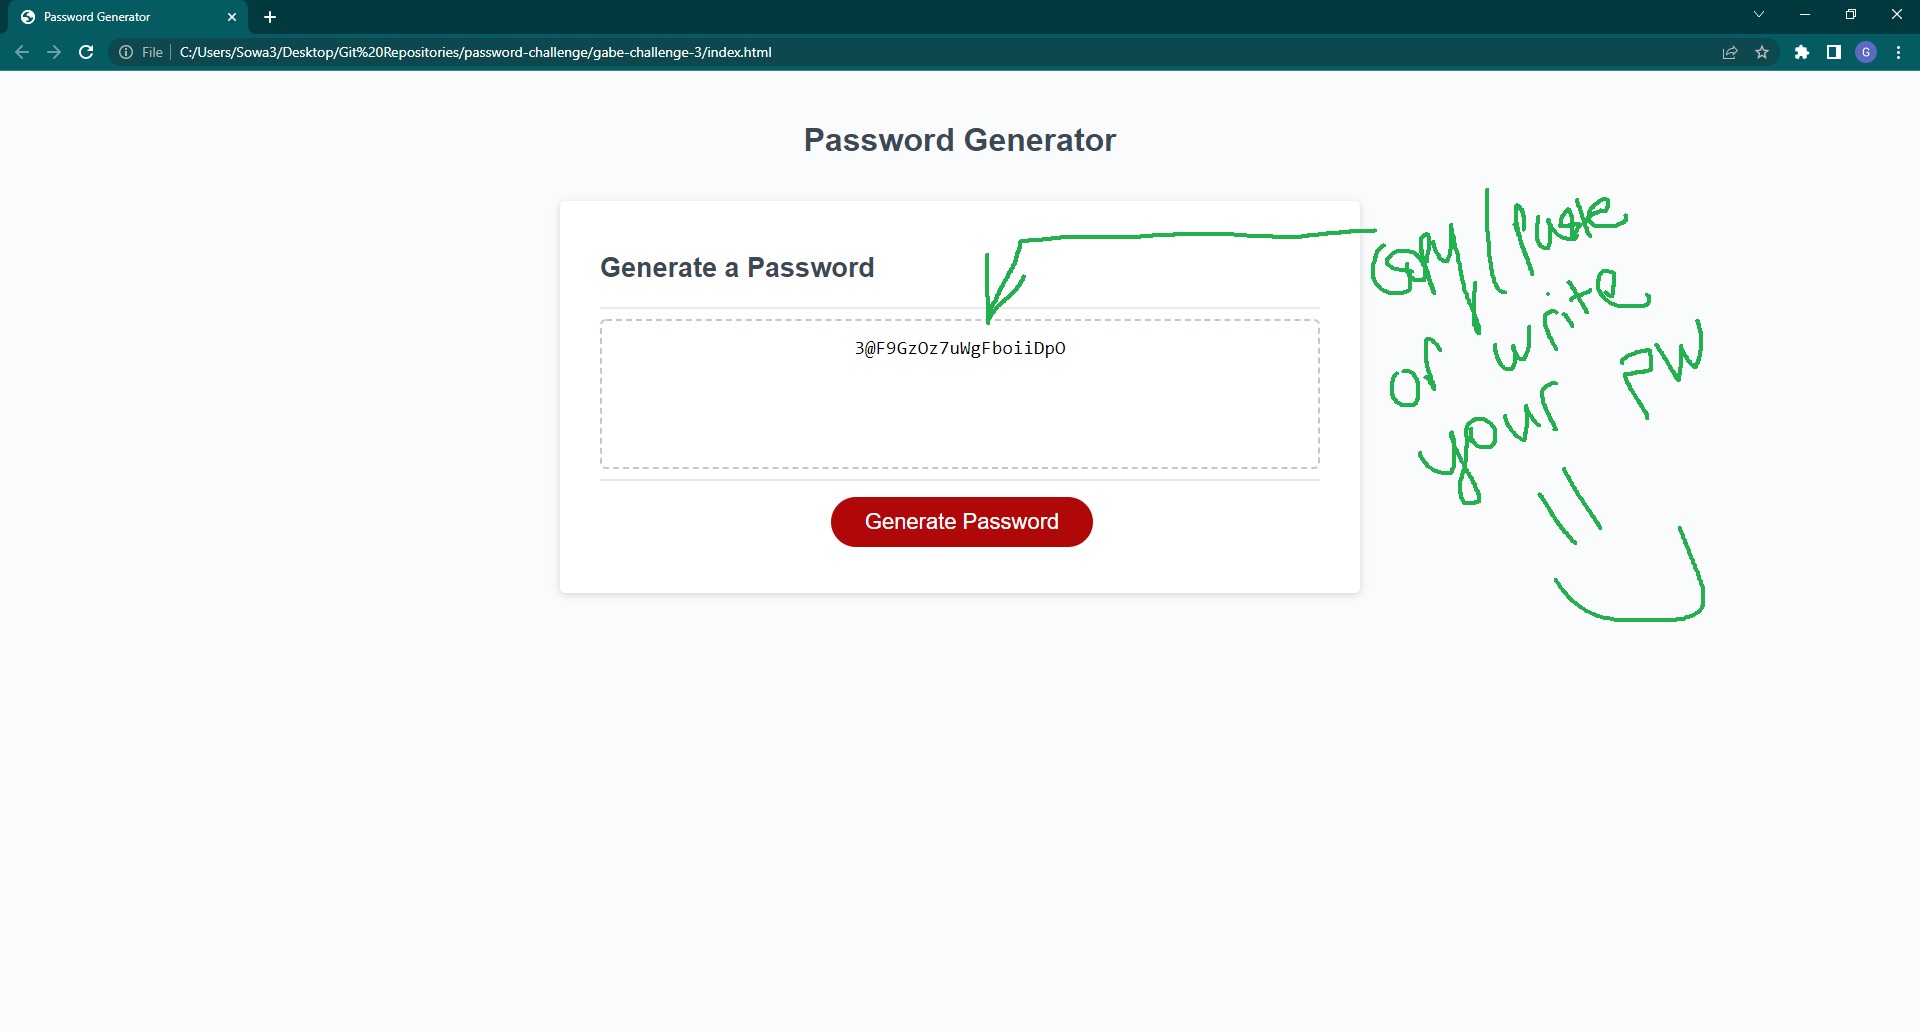 Password Generator
File
C:/Users/Sowa3/Desktop/Git%20Repositories/password-challenge/gabe-challenge-3/index.html
G
Password Generator
Generate a Password
3@F9GzOz7uWgFboiiDpO
Generate Password
copy/paste
or write
your PW